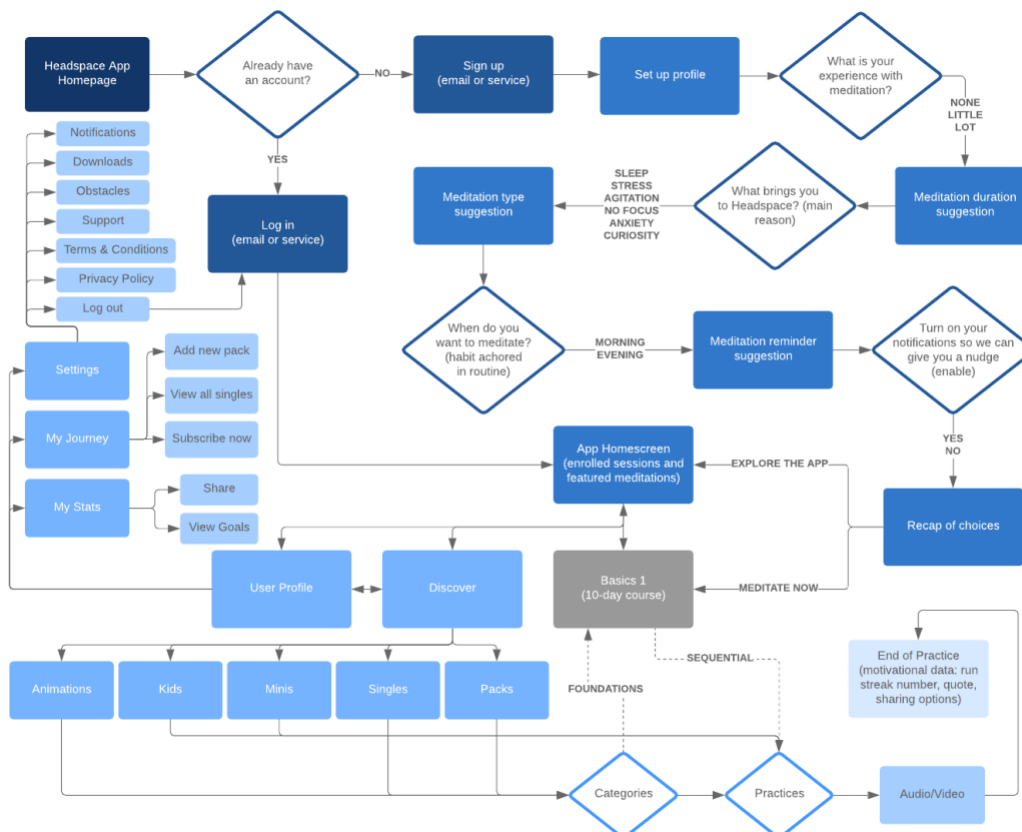 Headspace App
Homepage
Already have
an account?
NO
Sign up
(email or service)
Set up profile
What is your
experience with
meditation?
NONE
LITTLE
LOT
Notifications
Downloads
Obstacles
Support
Terms & Conditions
Privacy Policy
Log out
YES
Log in
(email or service)
Meditation type
suggestion
SLEEP
STRESS
AGITATION
NO FOCUS
ANXIETY
CURIOSITY
What brings you
to Headspace? (main
reason)
Meditation duration
suggestion
When do you
want to meditate?
(habit achored
in routine)
MORNING
EVENING
Meditation reminder
suggestion
Turn on your
notifications so we can
give you a nudge
(enable)
YES
NO
Settings
Add new pack
View all singles
My Journey
Subscribe now
My Stats
Share
View Goals
App Homescreen
(enrolled sessions and
featured meditations)
EXPLORE THE APP
Recap of choices
User Profile
Discover
Basics 1
(10-day course)
MEDITATE NOW
SEQUENTIAL
FOUNDATIONS
End of Practice
(motivational data: run
streak number, quote,
sharing options)
Animations
Kids
Minis
Singles
Packs
Categories
Practices
Audio/Video